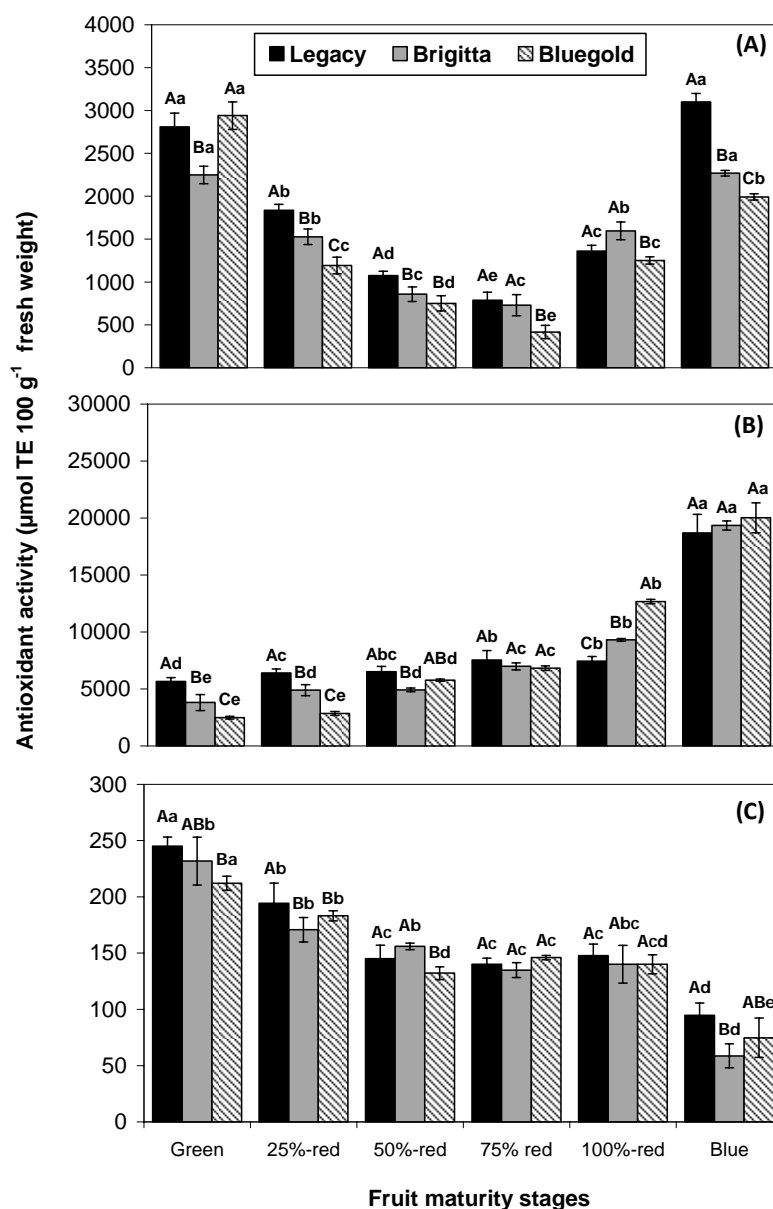 Antioxidant activity (µmol TE 100 g⁻¹ fresh weight)
(A)
Legacy Brigitta Bluegold
4000
3500
3000
2500
2000
1500
1000
500
0
Aa Ba Aa
Ab Bb Cc
Ad Bc Bd
Ae Ac Be
Ac Ab Bc
Aa Ba Cb
(B)
30000
25000
20000
15000
10000
5000
0
Ad Be Ce
Ac Bd Ce
Abc Bd ABd
Ab Ac Ac
Cb Bb Ab
Aa Aa Aa
(C)
300
250
200
150
100
50
0
Aa ABb Ba
Ab Bb Bb
Ac Ab Bd
Ac Ac Ac
Ac Abc Acd
Ad Bd ABe
Green 25%-red 50%-red 75% red 100%-red Blue
Fruit maturity stages